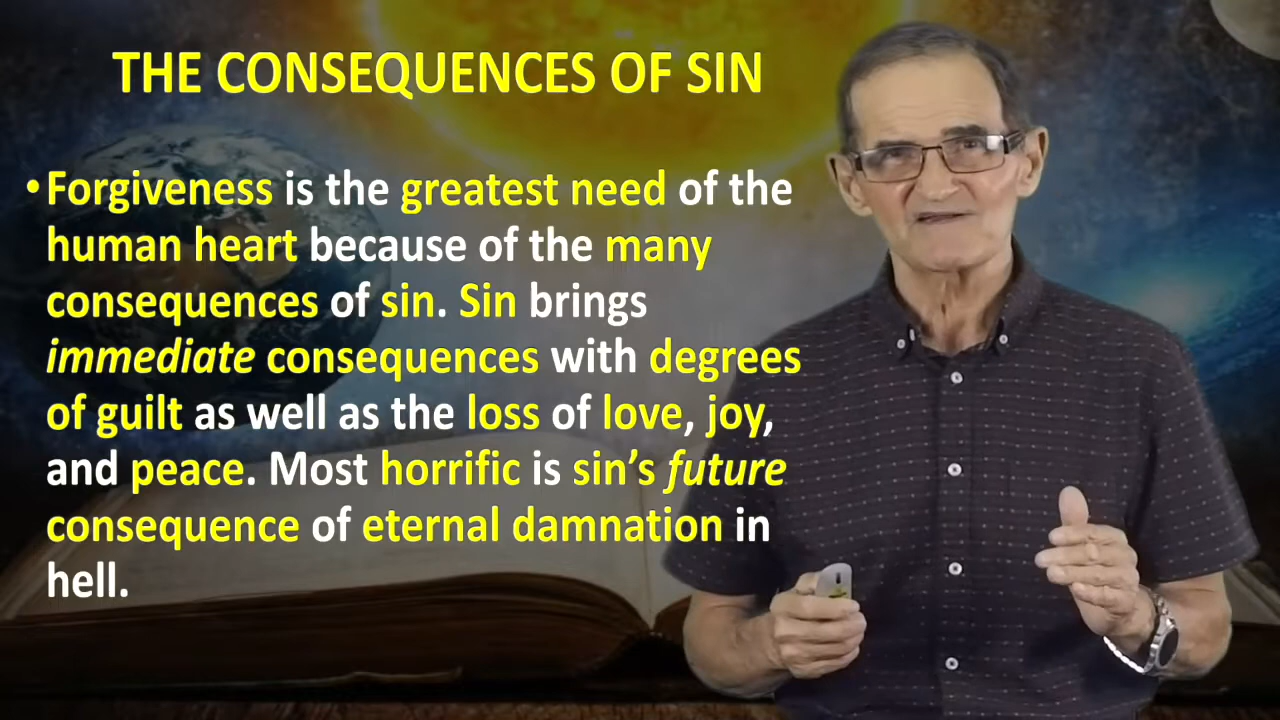 THE CONSEQUENCES OF SIN
•Forgiveness is the greatest need of the
human heart because of the many
consequences of sin. Sin brings
immediate consequences with degrees
of guilt as well as the loss of love, joy,
and peace. Most horrific is sin’s future
consequence of eternal damnation in
hell.